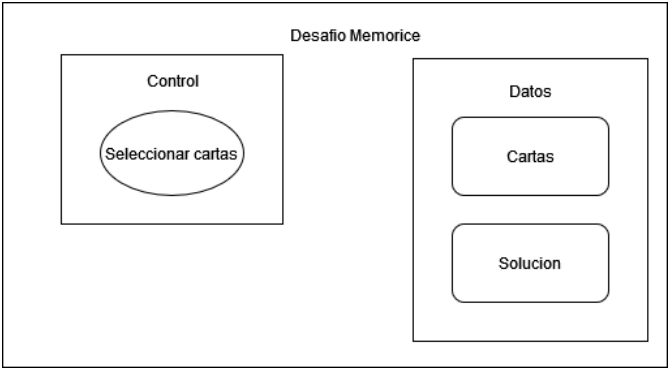 Desafio Memorice
Control
Seleccionar cartas
Datos
Cartas
Solucion